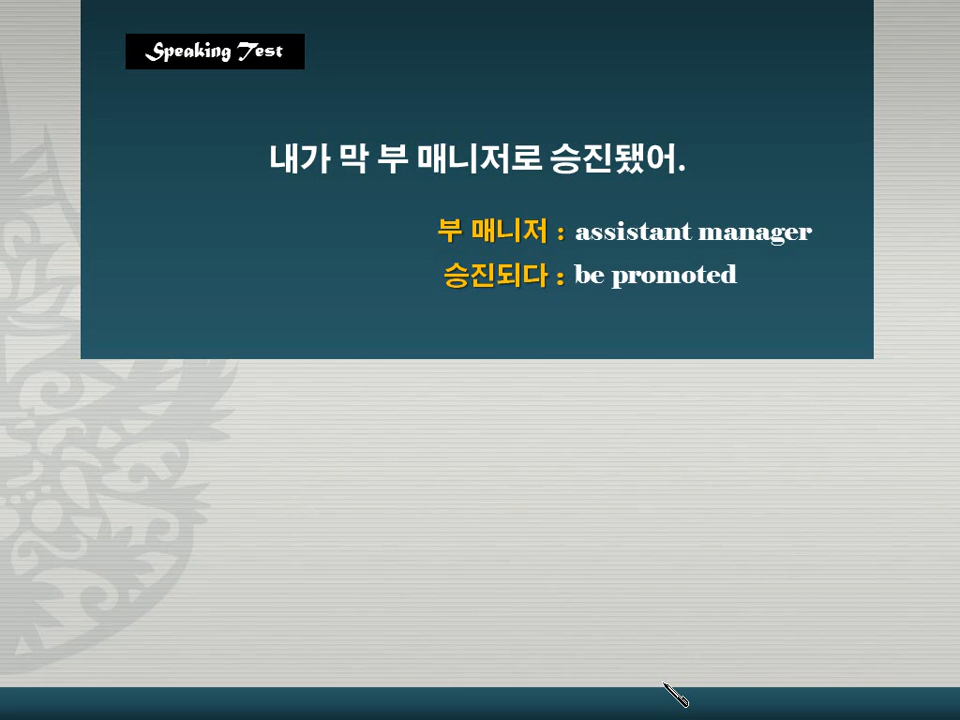 Speaking Test
내가 막 부 매니저로 승진됐어.
부 매니저 : assistant manager
승진되다 : be promoted